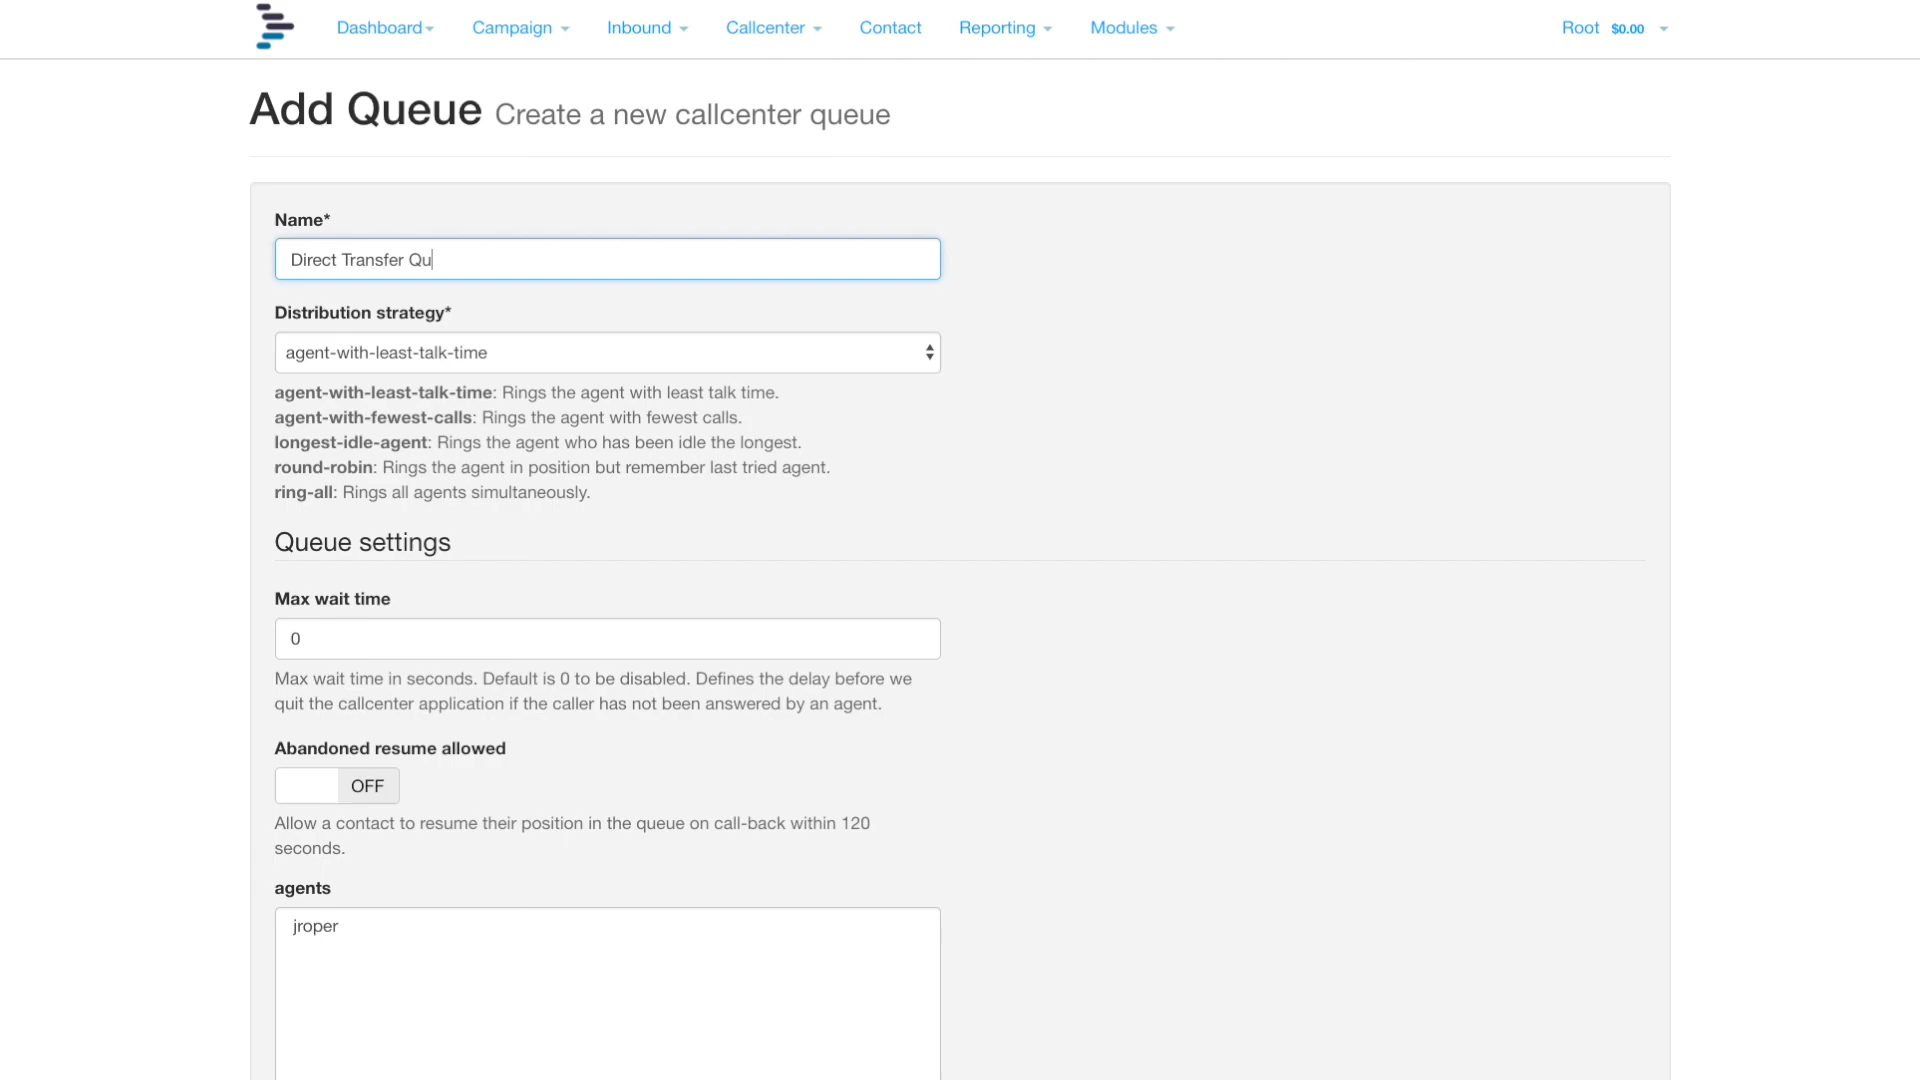 Dashboard Campaign Inbound Callcenter Contact Reporting Modules Root $0.00
Add Queue Create a new callcenter queue
Name*
Direct Transfer Qu
Distribution strategy*
agent-with-least-talk-time
agent-with-least-talk-time: Rings the agent with least talk time.
agent-with-fewest-calls: Rings the agent with fewest calls.
longest-idle-agent: Rings the agent who has been idle the longest.
round-robin: Rings the agent in position but remember last tried agent.
ring-all: Rings all agents simultaneously.
Queue settings
Max wait time
0
Max wait time in seconds. Default is 0 to be disabled. Defines the delay before we
quit the callcenter application if the caller has not been answered by an agent.
Abandoned resume allowed
OFF
Allow a contact to resume their position in the queue on call-back within 120
seconds.
agents
jroper